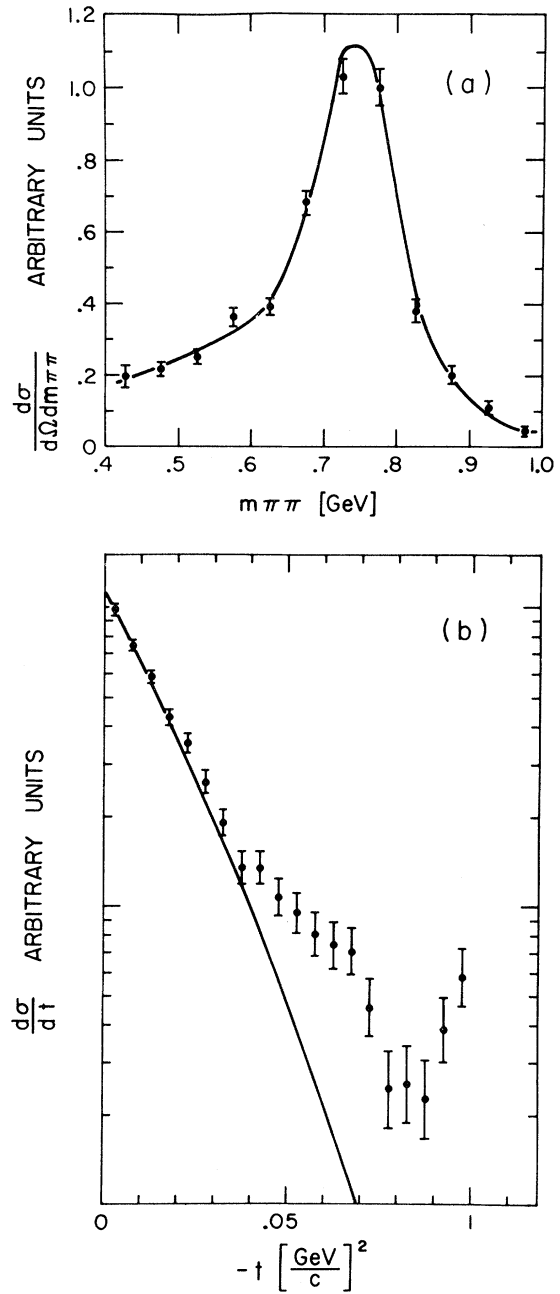 1.2
1.0
.8
.6
.4
.2
0
ARBITRARY UNITS
dσ
dΩdmππ
(a)
.4 .5 .6 .7 .8 .9 1.0
mππ [GeV]
(b)
ARBITRARY UNITS
dσ
dt
0 .05 1
-t [GeV/c]²